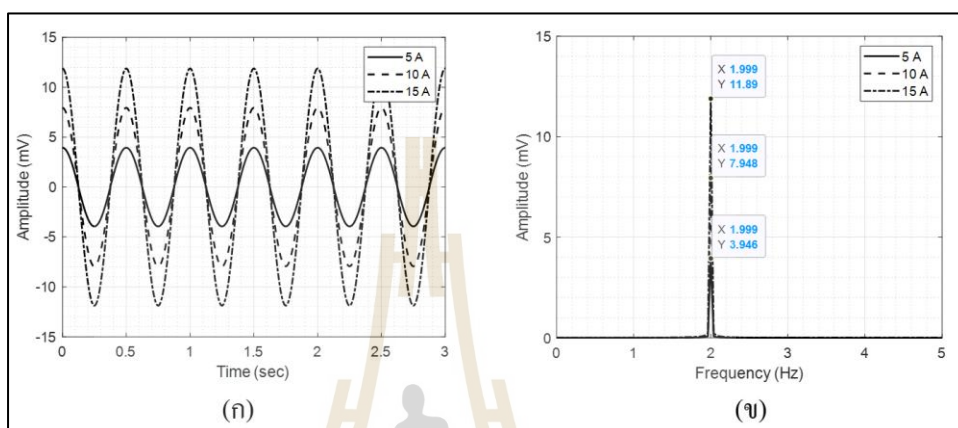 15
10
5
0
-5
-10
-15
Amplitude (mV)
0 0.5 1 1.5 2 2.5 3
Time (sec)
5 A
10 A
15 A
(ก)
15
10
5
0
Amplitude (mV)
0 1 2 3 4 5
Frequency (Hz)
5 A
10 A
15 A
X 1.999
Y 11.89
X 1.999
Y 7.948
X 1.999
Y 3.946
(ข)